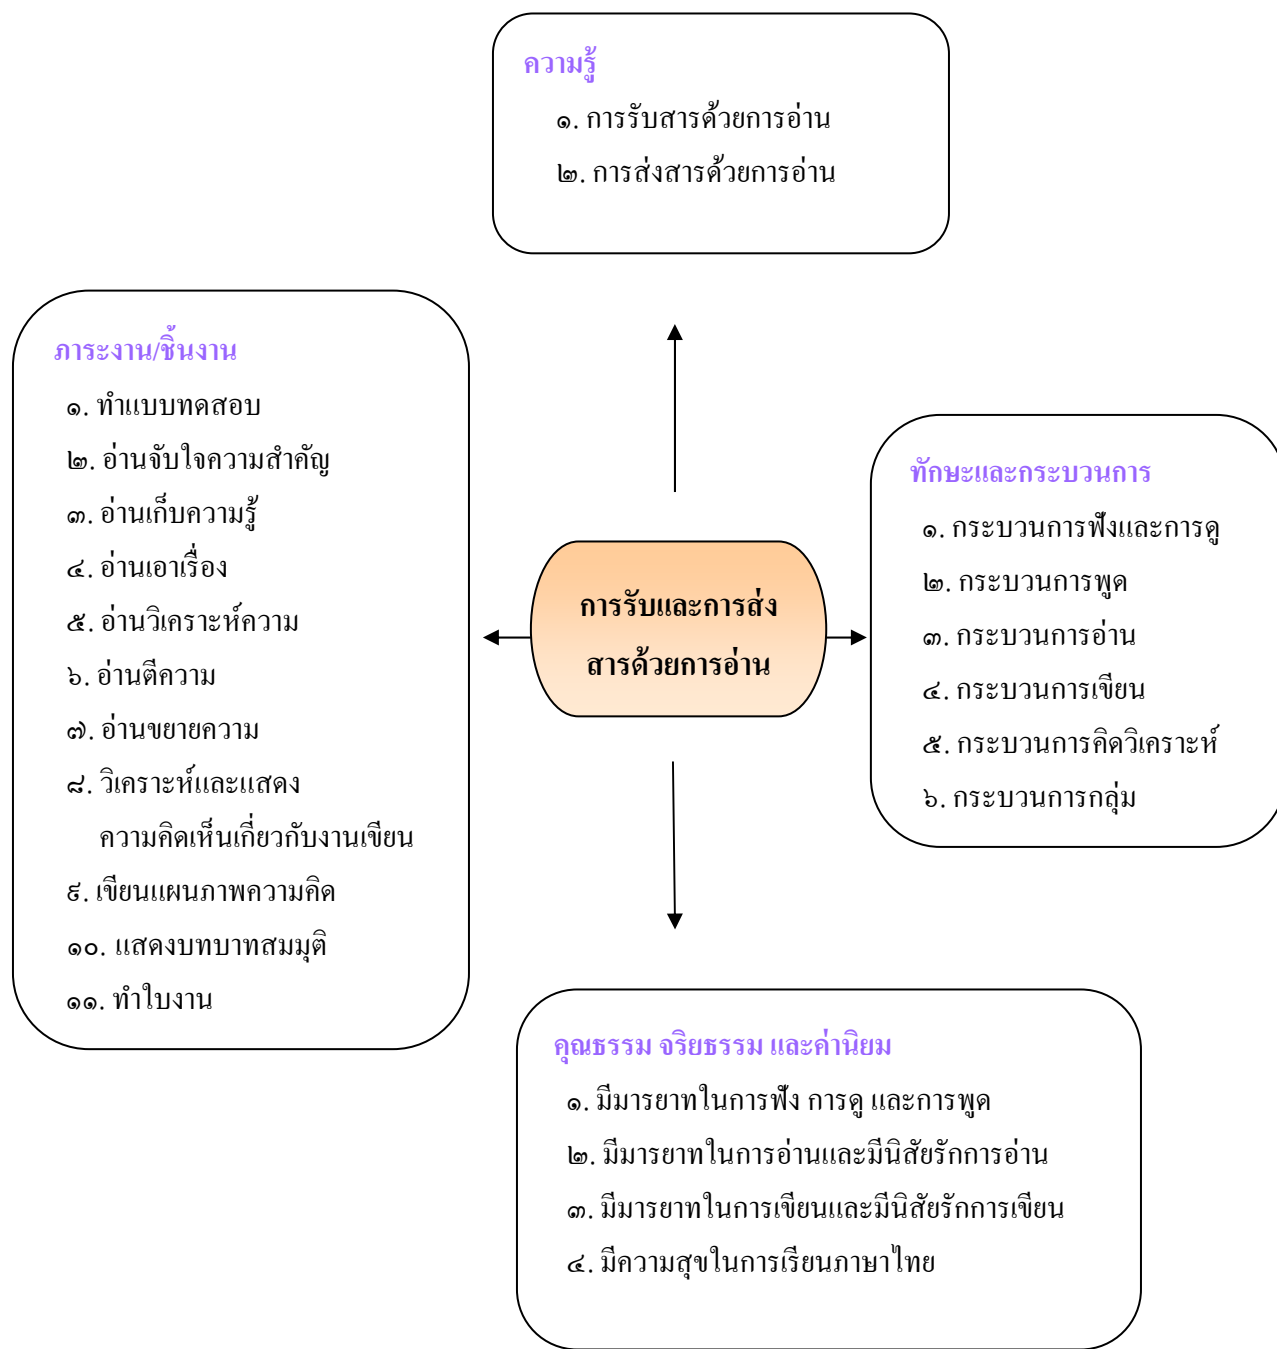 ความรู้
๑. การรับสารด้วยการอ่าน
๒. การส่งสารด้วยการอ่าน
ภาระงาน/ชิ้นงาน
๑. ทำแบบทดสอบ
๒. อ่านจับใจความสำคัญ
๓. อ่านเก็บความรู้
๔. อ่านเอาเรื่อง
๕. อ่านวิเคราะห์ความ
๖. อ่านตีความ
๗. อ่านขยายความ
๘. วิเคราะห์และแสดง
ความคิดเห็นเกี่ยวกับงานเขียน
๙. เขียนแผนภาพความคิด
๑๐. แสดงบทบาทสมมุติ
๑๑. ทำใบงาน
การรับและการส่ง
สารด้วยการอ่าน
ทักษะและกระบวนการ
๑. กระบวนการฟังและการดู
๒. กระบวนการพูด
๓. กระบวนการอ่าน
๔. กระบวนการเขียน
๕. กระบวนการคิดวิเคราะห์
๖. กระบวนการกลุ่ม
คุณธรรม จริยธรรม และค่านิยม
๑. มีมารยาทในการฟัง การดู และการพูด
๒. มีมารยาทในการอ่านและมีนิสัยรักการอ่าน
๓. มีมารยาทในการเขียนและมีนิสัยรักการเขียน
๔. มีความสุขในการเรียนภาษาไทย